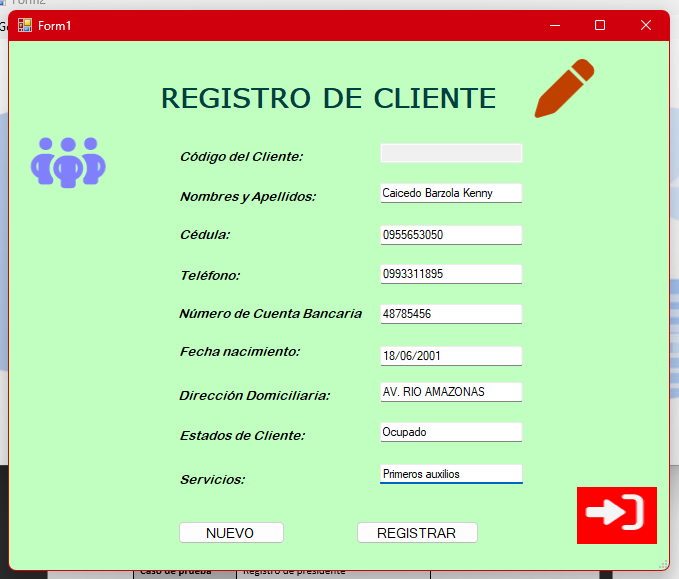 Form2
Form1
REGISTRO DE CLIENTE
Código del Cliente:
Nombres y Apellidos: Caicedo Barzola Kenny
Cédula: 0955653050
Teléfono: 0993311895
Número de Cuenta Bancaria 48785456
Fecha nacimiento: 18/06/2001
Dirección Domiciliaria: AV. RIO AMAZONAS
Estados de Cliente: Ocupado
Servicios: Primeros auxilios
NUEVO REGISTRAR
Caso de prueba Registro de presidente